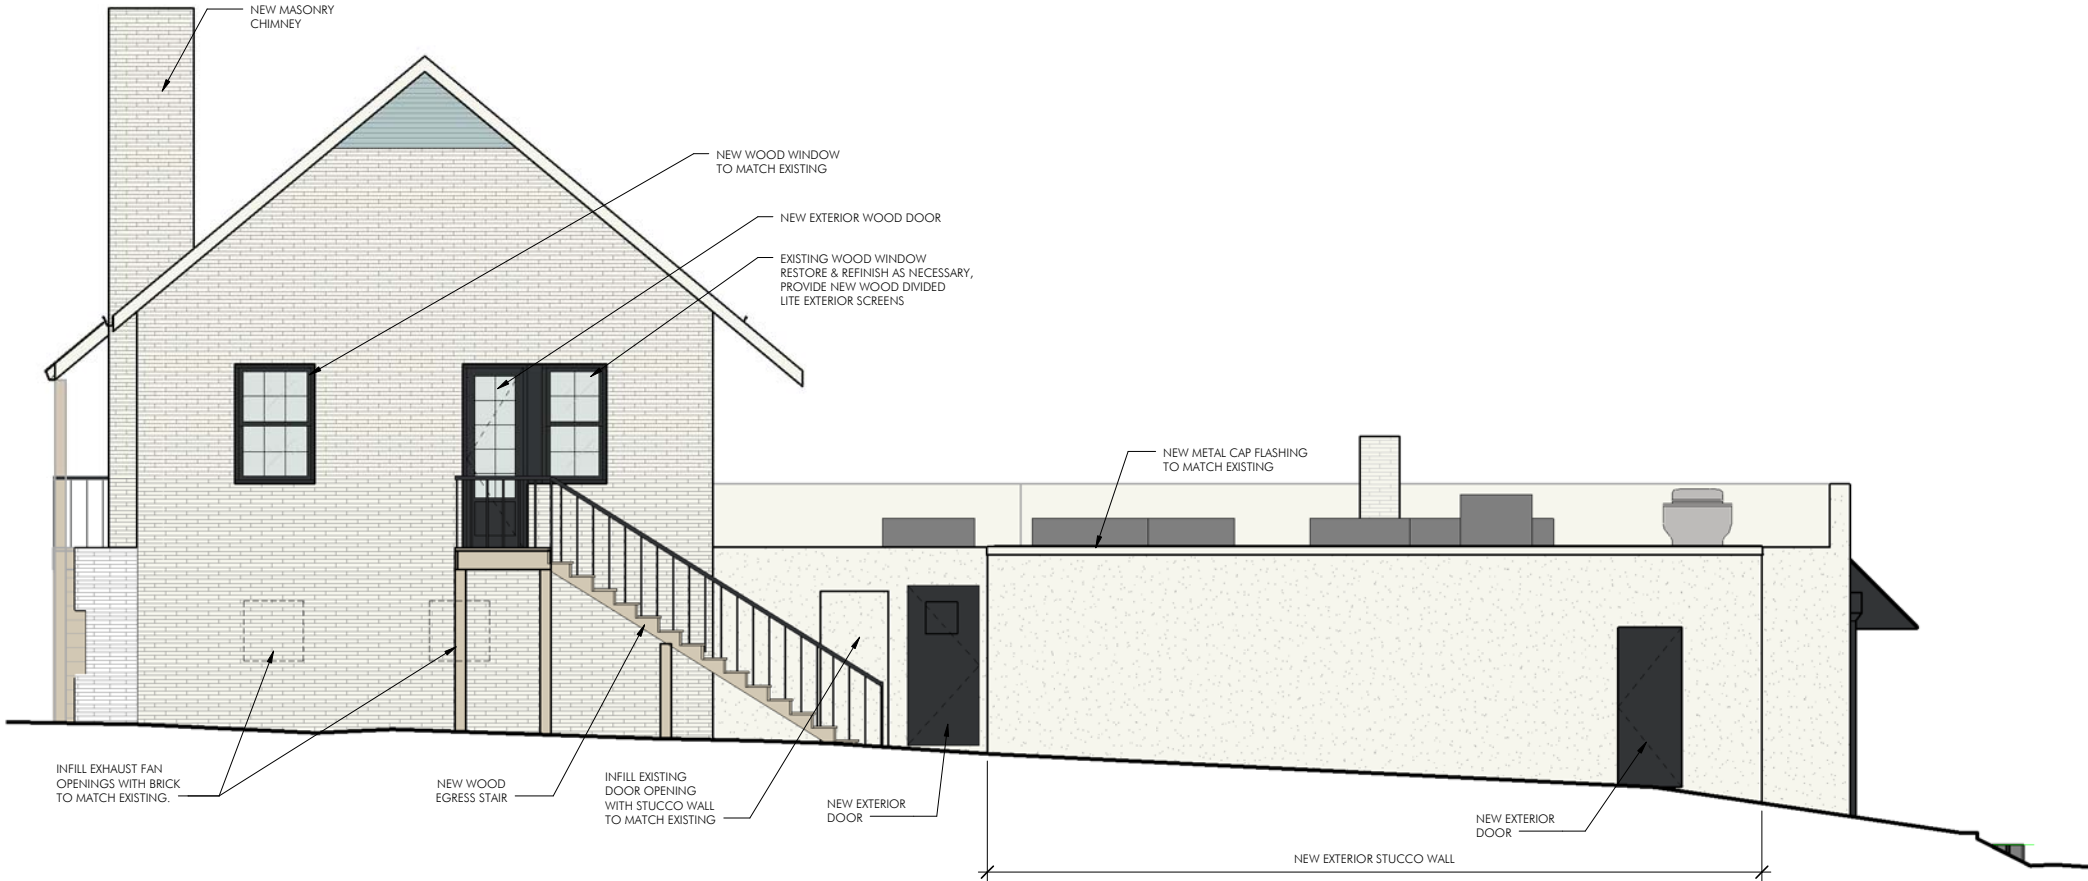 NEW MASONRY
CHIMNEY
NEW WOOD WINDOW
TO MATCH EXISTING
NEW EXTERIOR WOOD DOOR
EXISTING WOOD WINDOW
RESTORE & REFINISH AS NECESSARY,
PROVIDE NEW WOOD DIVIDED
LITE EXTERIOR SCREENS
NEW METAL CAP FLASHING
TO MATCH EXISTING
INFILL EXHAUST FAN
OPENINGS WITH BRICK
TO MATCH EXISTING.
NEW WOOD
EGRESS STAIR
INFILL EXISTING
DOOR OPENING
WITH STUCCO WALL
TO MATCH EXISTING
NEW EXTERIOR
DOOR
NEW EXTERIOR
DOOR
NEW EXTERIOR STUCCO WALL